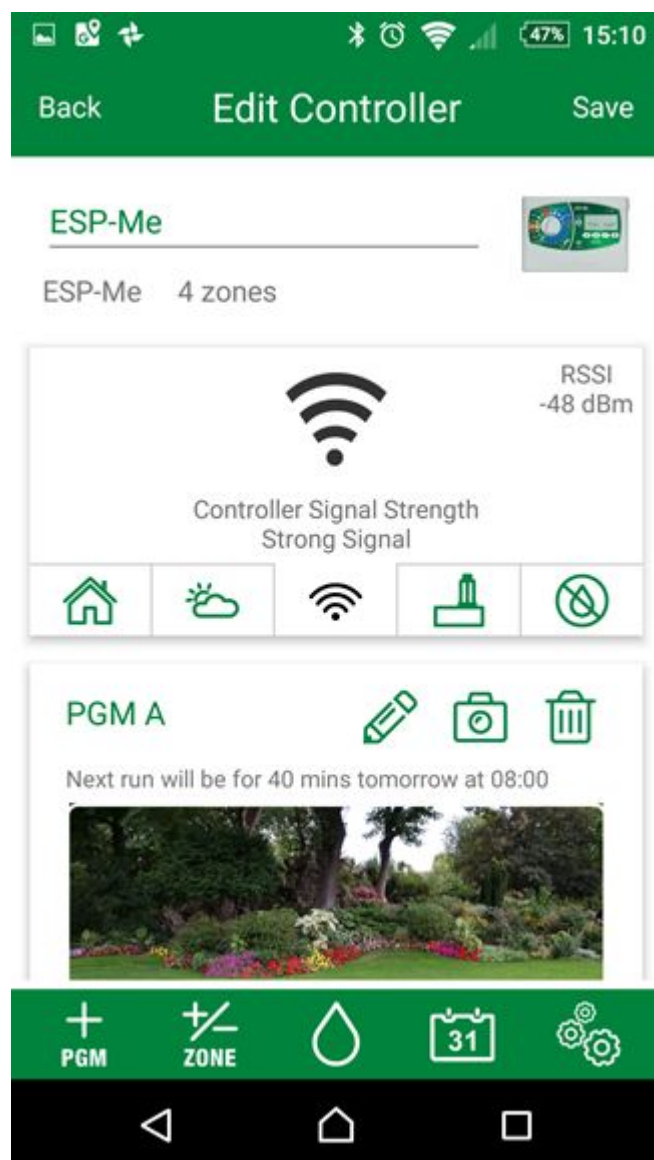 47% 15:10
Back Edit Controller Save
ESP-Me
ESP-Me 4 zones
RSSI
-48 dBm
Controller Signal Strength
Strong Signal
PGM A
Next run will be for 40 mins tomorrow at 08:00
PGM ZONE 31